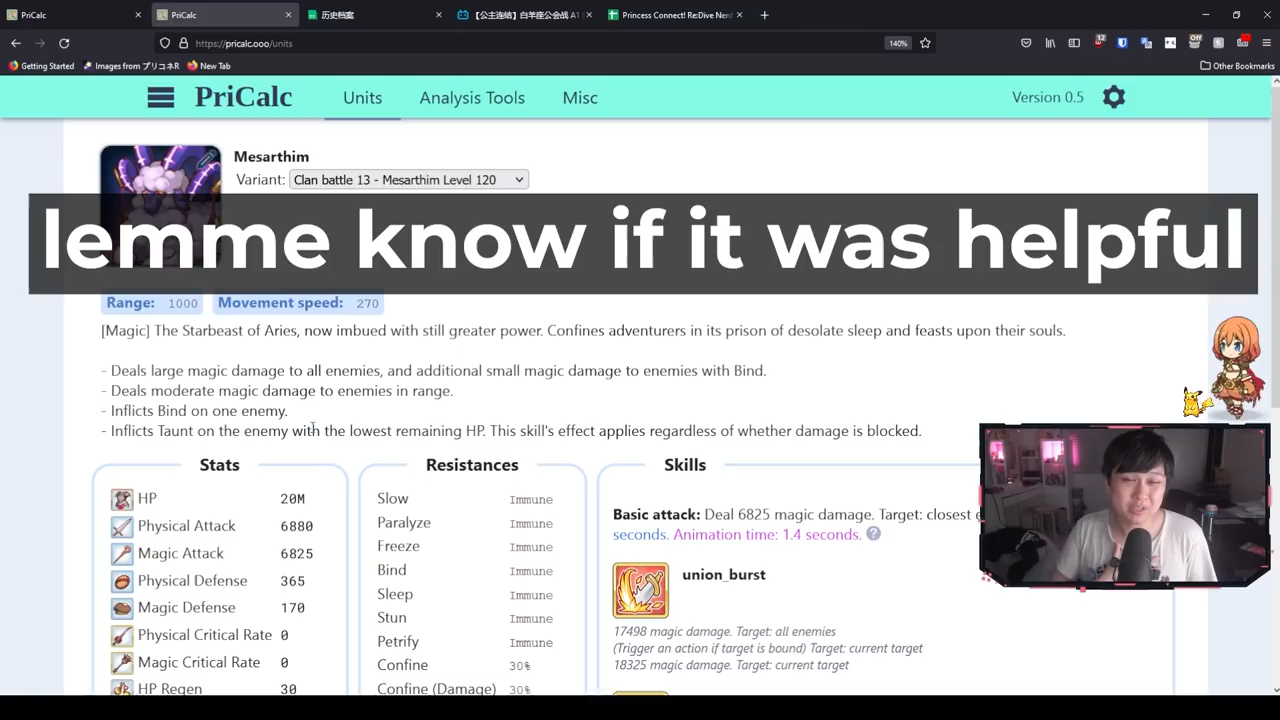 PriCalc
PriCalc
历史档案
【公主连结】白羊座公会战 A1
Princess Connect! Re:Dive Nerd
https://pricalc.ooo/units
140%
12
Off
Getting Started
Images from プリコネR
New Tab
Other Bookmarks
PriCalc
Units
Analysis Tools
Misc
Version 0.5
Mesarthim
Variant: Clan battle 13 - Mesarthim Level 120
lemme know if it was helpful
Range: 1000 Movement speed: 270
[Magic] The Starbeast of Aries, now imbued with still greater power. Confines adventurers in its prison of desolate sleep and feasts upon their souls.
- Deals large magic damage to all enemies, and additional small magic damage to enemies with Bind.
- Deals moderate magic damage to enemies in range.
- Inflicts Bind on one enemy.
- Inflicts Taunt on the enemy with the lowest remaining HP. This skill's effect applies regardless of whether damage is blocked.
Stats
HP 20M
Physical Attack 6880
Magic Attack 6825
Physical Defense 365
Magic Defense 170
Physical Critical Rate 0
Magic Critical Rate 0
HP Regen 30
Resistances
Slow Immune
Paralyze Immune
Freeze Immune
Bind Immune
Sleep Immune
Stun Immune
Petrify Immune
Confine 30%
Confine (Damage) 30%
Skills
Basic attack: Deal 6825 magic damage. Target: closest
seconds. Animation time: 1.4 seconds. ?
union_burst
17498 magic damage. Target: all enemies
(Trigger an action if target is bound) Target: current target
18325 magic damage. Target: current target